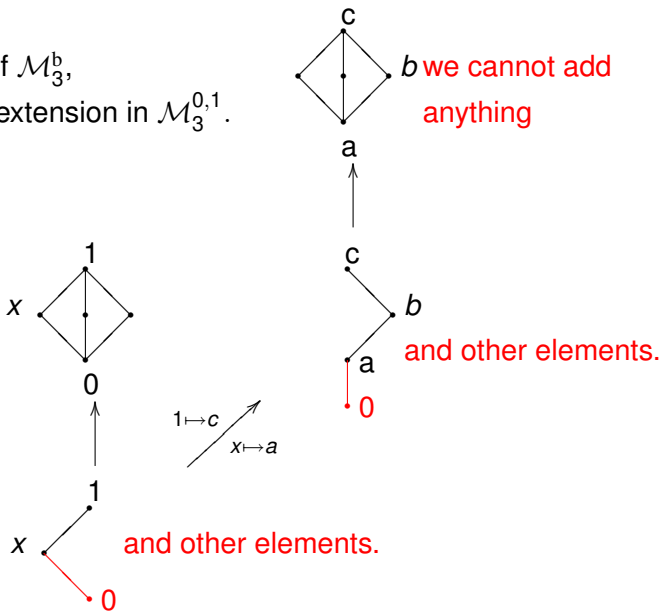 c
f $\mathcal{M}_3^{\mathrm{b}}$,
b we cannot add
extension in $\mathcal{M}_3^{0,1}$.
anything
a
1
c
x
b
and other elements.
a
0
0
1↦c
x↦a
1
x
and other elements.
0